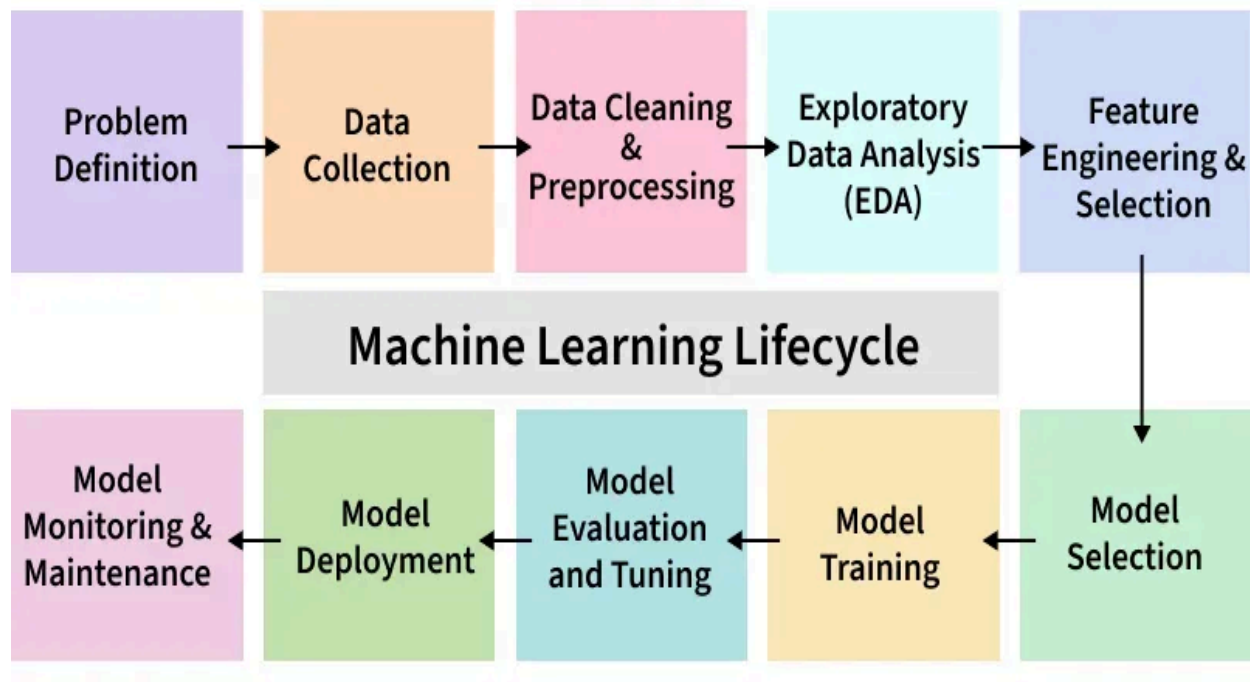 Problem
Definition
Data
Collection
Data Cleaning
&
Preprocessing
Exploratory
Data Analysis
(EDA)
Feature
Engineering &
Selection
Machine Learning Lifecycle
Model
Monitoring &
Maintenance
Model
Deployment
Model
Evaluation
and Tuning
Model
Training
Model
Selection